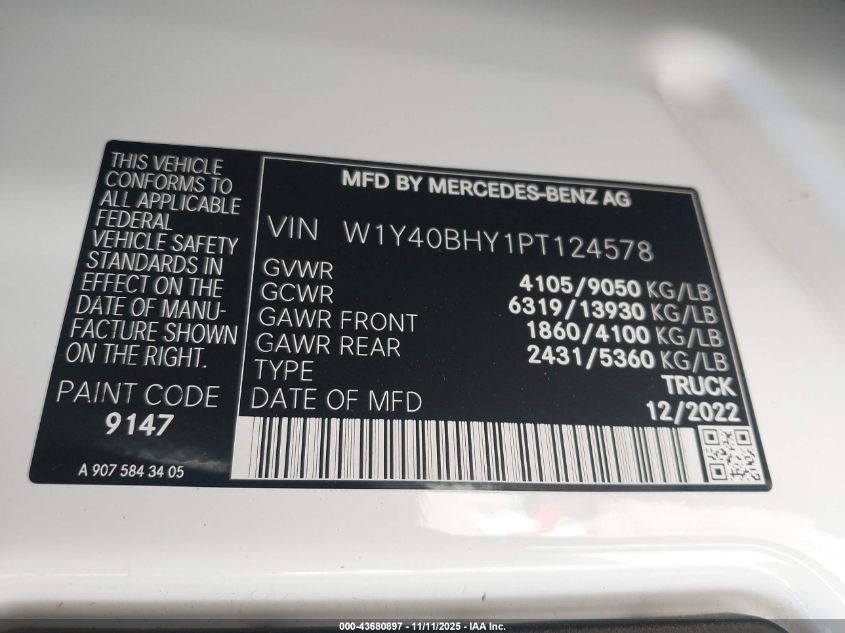 THIS VEHICLE
CONFORMS TO
ALL APPLICABLE
FEDERAL
VEHICLE SAFETY
STANDARDS IN
EFFECT ON THE
DATE OF MANU-
FACTURE SHOWN
ON THE RIGHT.
PAINT CODE
9147
A 907 584 34 05
MFD BY MERCEDES-BENZ AG
VIN W1Y40BHY1PT124578
GVWR 4105/9050 KG/LB
GCWR 6319/13930 KG/LB
GAWR FRONT 1860/4100 KG/LB
GAWR REAR 2431/5360 KG/LB
TYPE TRUCK
DATE OF MFD 12/2022
000-43680897 - 11/11/2025 - IAA Inc.